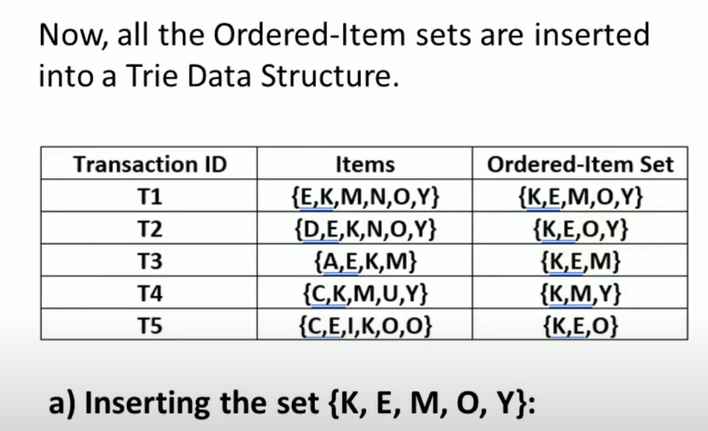 Now, all the Ordered-Item sets are inserted
into a Trie Data Structure.
Transaction ID Items Ordered-Item Set
T1 {E,K,M,N,O,Y} {K,E,M,O,Y}
T2 {D,E,K,N,O,Y} {K,E,O,Y}
T3 {A,E,K,M} {K,E,M}
T4 {C,K,M,U,Y} {K,M,Y}
T5 {C,E,I,K,O,O} {K,E,O}
a) Inserting the set {K, E, M, O, Y}: